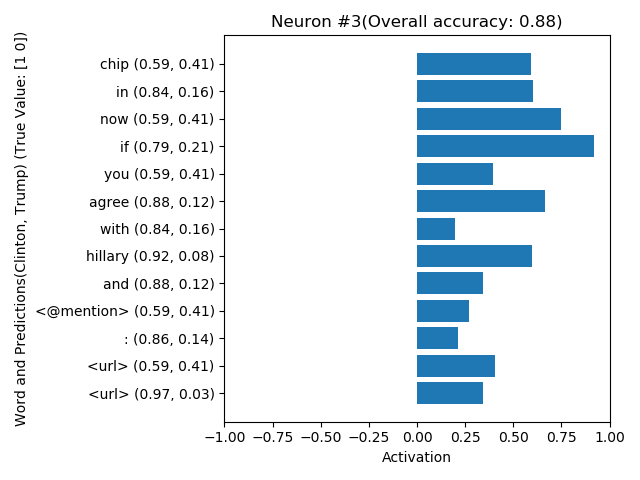 Neuron #3(Overall accuracy: 0.88)
Word and Predictions(Clinton, Trump) (True Value: [1 0])
chip (0.59, 0.41)
in (0.84, 0.16)
now (0.59, 0.41)
if (0.79, 0.21)
you (0.59, 0.41)
agree (0.88, 0.12)
with (0.84, 0.16)
hillary (0.92, 0.08)
and (0.88, 0.12)
<@mention> (0.59, 0.41)
: (0.86, 0.14)
<url> (0.59, 0.41)
<url> (0.97, 0.03)
−1.00 −0.75 −0.50 −0.25 0.00 0.25 0.50 0.75 1.00
Activation